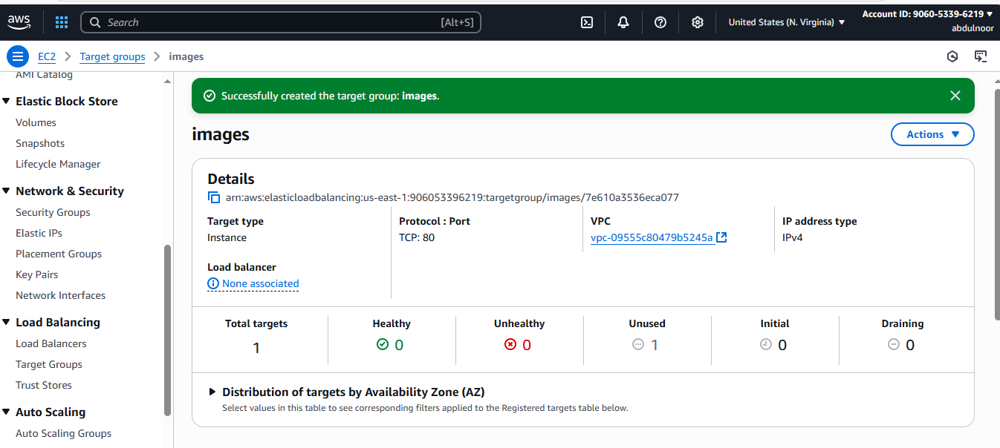 aws
Search
[Alt+S]
United States (N. Virginia) ▼
Account ID: 9060-5339-6219 ▼
abdulnoor
EC2
Target groups
images
AMI Catalog
Elastic Block Store
Volumes
Snapshots
Lifecycle Manager
Network & Security
Security Groups
Elastic IPs
Placement Groups
Key Pairs
Network Interfaces
Load Balancing
Load Balancers
Target Groups
Trust Stores
Auto Scaling
Auto Scaling Groups
Successfully created the target group: images.
images
Actions ▼
Details
arn:aws:elasticloadbalancing:us-east-1:906053396219:targetgroup/images/7e610a3536eca077
Target type
Instance
Protocol : Port
TCP: 80
VPC
vpc-09555c80479b5245a
IP address type
IPv4
Load balancer
None associated
Total targets
1
Healthy
0
Unhealthy
0
Unused
1
Initial
0
Draining
0
Distribution of targets by Availability Zone (AZ)
Select values in this table to see corresponding filters applied to the Registered targets table below.